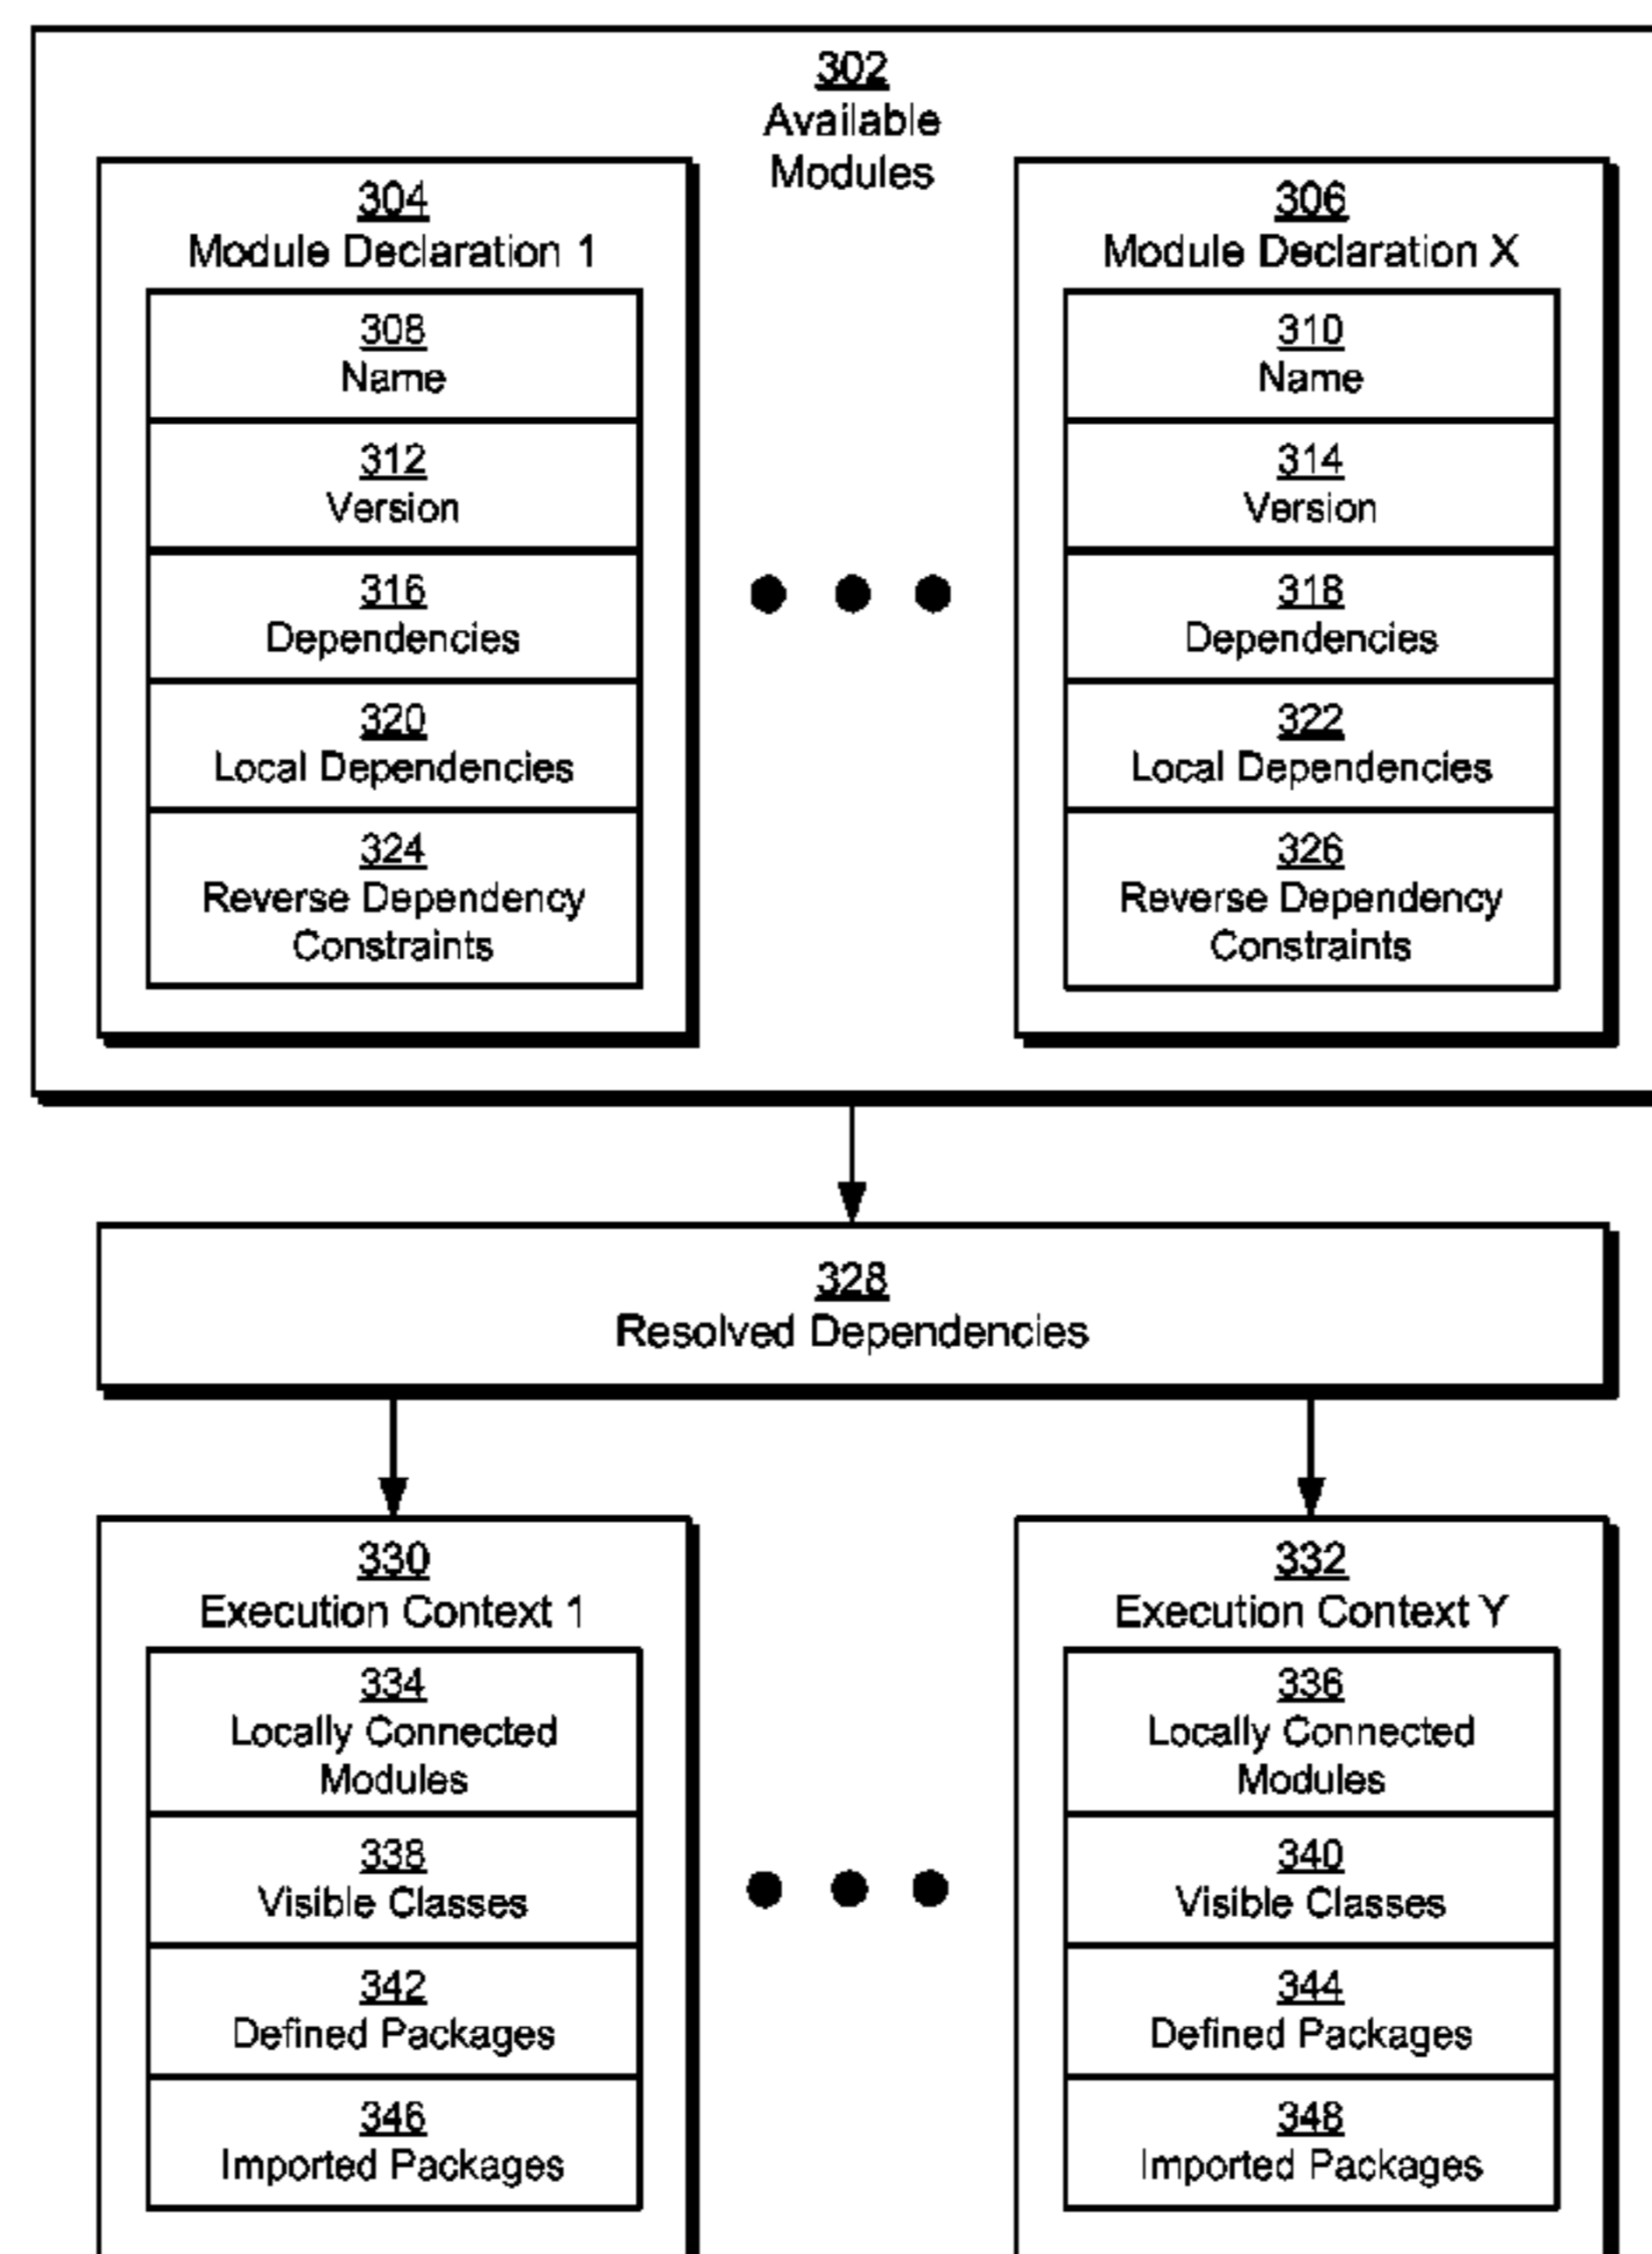 302
Available
Modules
304
Module Declaration 1
308
Name
312
Version
316
Dependencies
320
Local Dependencies
324
Reverse Dependency
Constraints
306
Module Declaration X
310
Name
314
Version
318
Dependencies
322
Local Dependencies
326
Reverse Dependency
Constraints
328
Resolved Dependencies
330
Execution Context 1
334
Locally Connected
Modules
338
Visible Classes
342
Defined Packages
346
Imported Packages
332
Execution Context Y
336
Locally Connected
Modules
340
Visible Classes
344
Defined Packages
348
Imported Packages